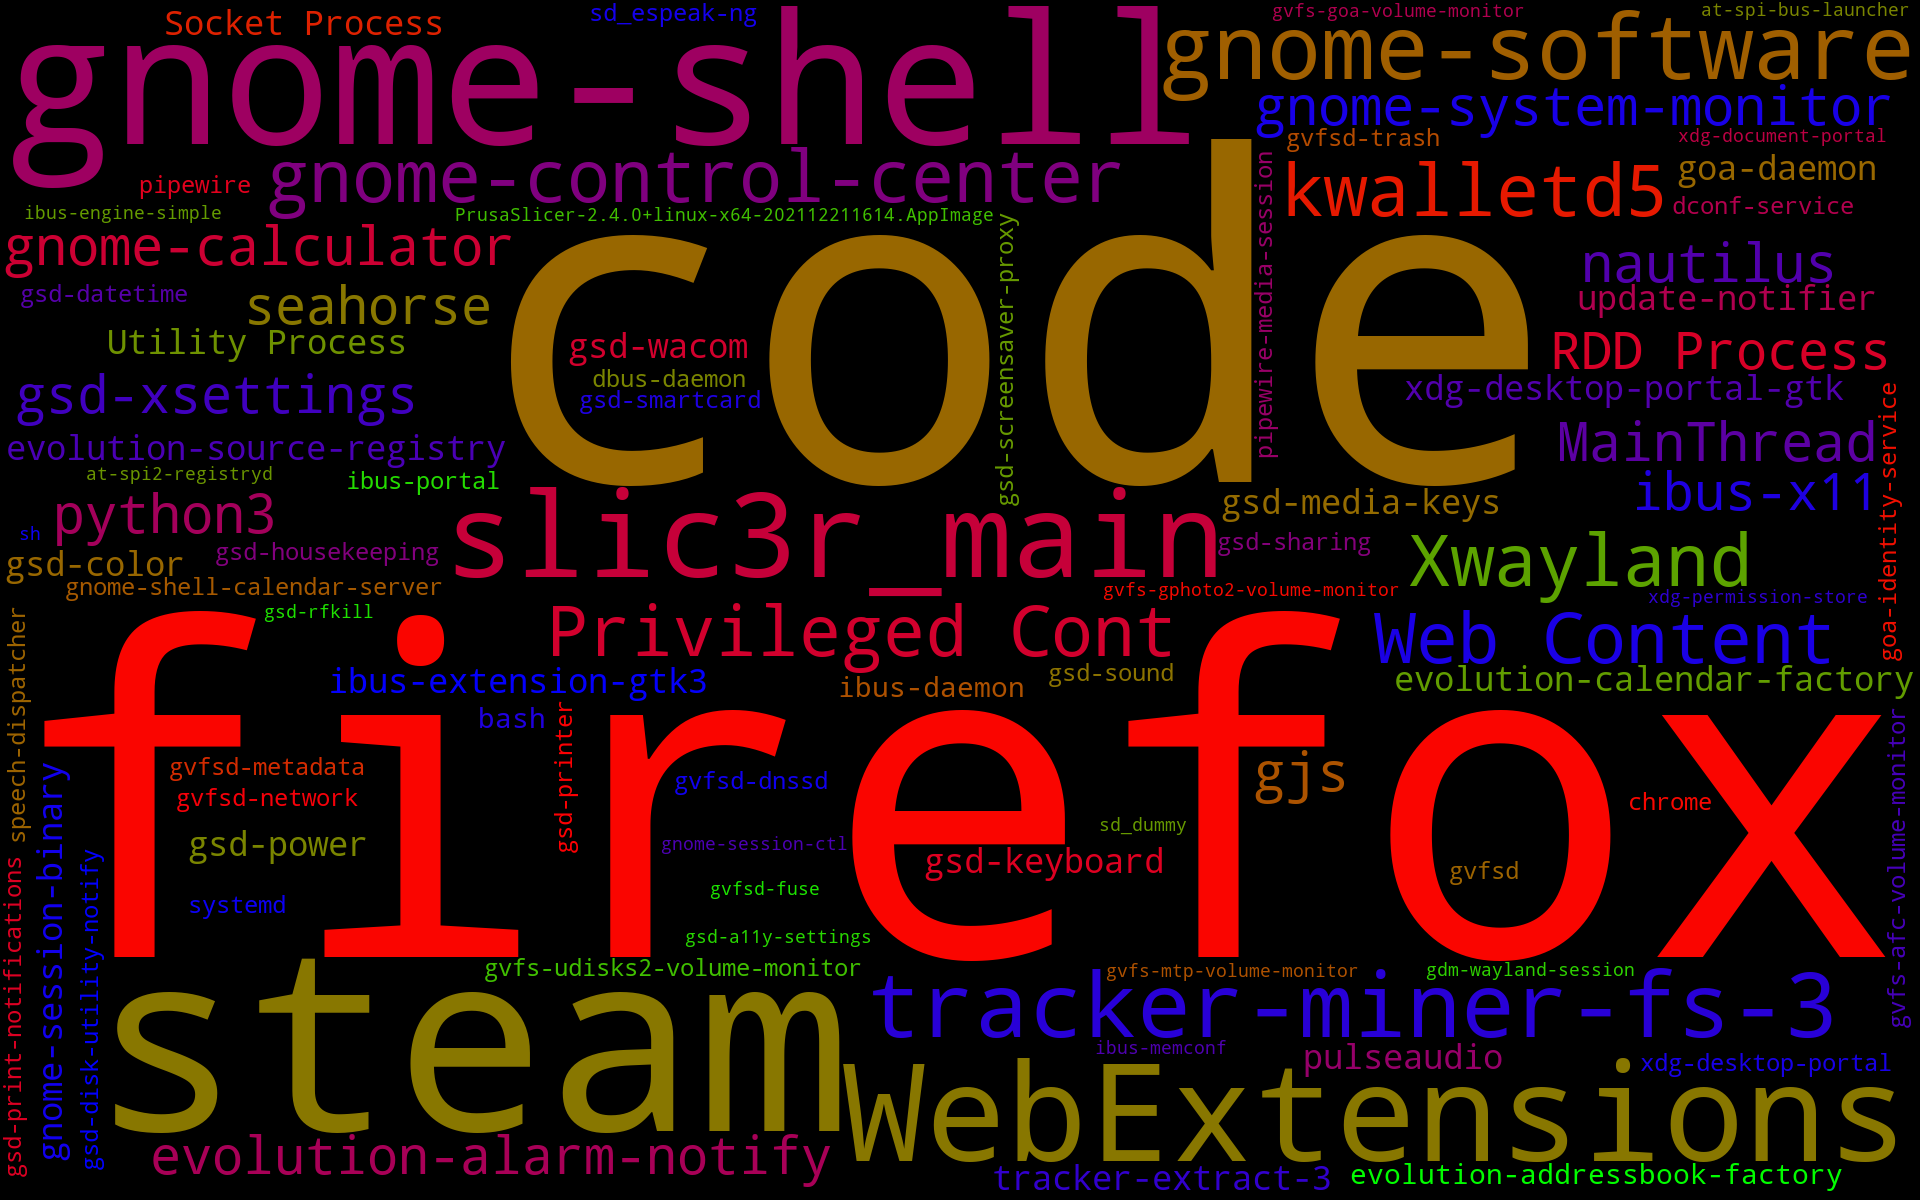 Socket Process
sd_espeak-ng
gvfs-goa-volume-monitor
at-spi-bus-launcher
gnome-shell
gnome-software
gnome-system-monitor
gvfsd-trash
xdg-document-portal
gnome-control-center
pipewire
kwalletd5
goa-daemon
ibus-engine-simple
PrusaSlicer-2.4.0+linux-x64-202112211614.AppImage
dconf-service
gnome-calculator
code
gsd-screensaver-proxy
pipewire-media-session
nautilus
gsd-datetime
seahorse
update-notifier
Utility Process
gsd-wacom
RDD Process
dbus-daemon
gsd-smartcard
gsd-xsettings
xdg-desktop-portal-gtk
evolution-source-registry
MainThread
goa-identity-service
at-spi2-registryd
ibus-portal
ibus-x11
python3
slic3r_main
gsd-media-keys
sh
gsd-housekeeping
gsd-sharing
gsd-color
Xwayland
gnome-shell-calendar-server
gvfs-gphoto2-volume-monitor
xdg-permission-store
gsd-rfkill
Privileged Cont
Web Content
speech-dispatcher
ibus-extension-gtk3
ibus-daemon
gsd-sound
evolution-calendar-factory
bash
firefox
gsd-printer
gvfsd-metadata
gvfsd-dnssd
gjs
gvfsd-network
chrome
gvfs-afc-volume-monitor
sd_dummy
gsd-power
gnome-session-ctl
gsd-keyboard
gvfsd
gvfsd-fuse
systemd
gnome-session-binary
gsd-print-notifications
gsd-disk-utility-notify
gsd-a11y-settings
gvfs-udisks2-volume-monitor
gvfs-mtp-volume-monitor
gdm-wayland-session
steam
tracker-miner-fs-3
ibus-memconf
pulseaudio
xdg-desktop-portal
WebExtensions
evolution-alarm-notify
tracker-extract-3
evolution-addressbook-factory